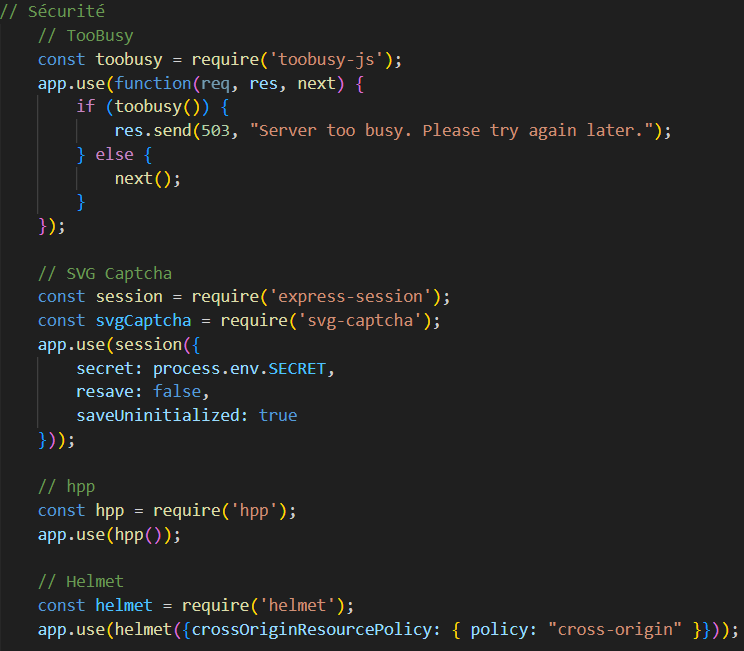 // Sécurité
    // TooBusy
    const toobusy = require('toobusy-js');
    app.use(function(req, res, next) {
        if (toobusy()) {
            res.send(503, "Server too busy. Please try again later.");
        } else {
            next();
        }
    });

    // SVG Captcha
    const session = require('express-session');
    const svgCaptcha = require('svg-captcha');
    app.use(session({
        secret: process.env.SECRET,
        resave: false,
        saveUninitialized: true
    }));

    // hpp
    const hpp = require('hpp');
    app.use(hpp());

    // Helmet
    const helmet = require('helmet');
    app.use(helmet({crossOriginResourcePolicy: { policy: "cross-origin" }}));